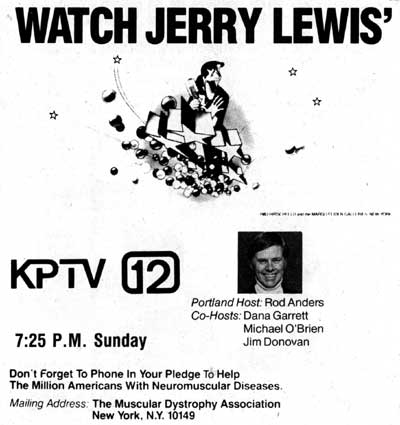 WATCH JERRY LEWIS'
KPTV 12
Portland Host: Rod Anders
Co-Hosts: Dana Garrett
Michael O'Brien
Jim Donovan
7:25 P.M. Sunday
Don't Forget To Phone In Your Pledge To Help
The Million Americans With Neuromuscular Diseases.
Mailing Address: The Muscular Dystrophy Association
New York, N.Y. 10149